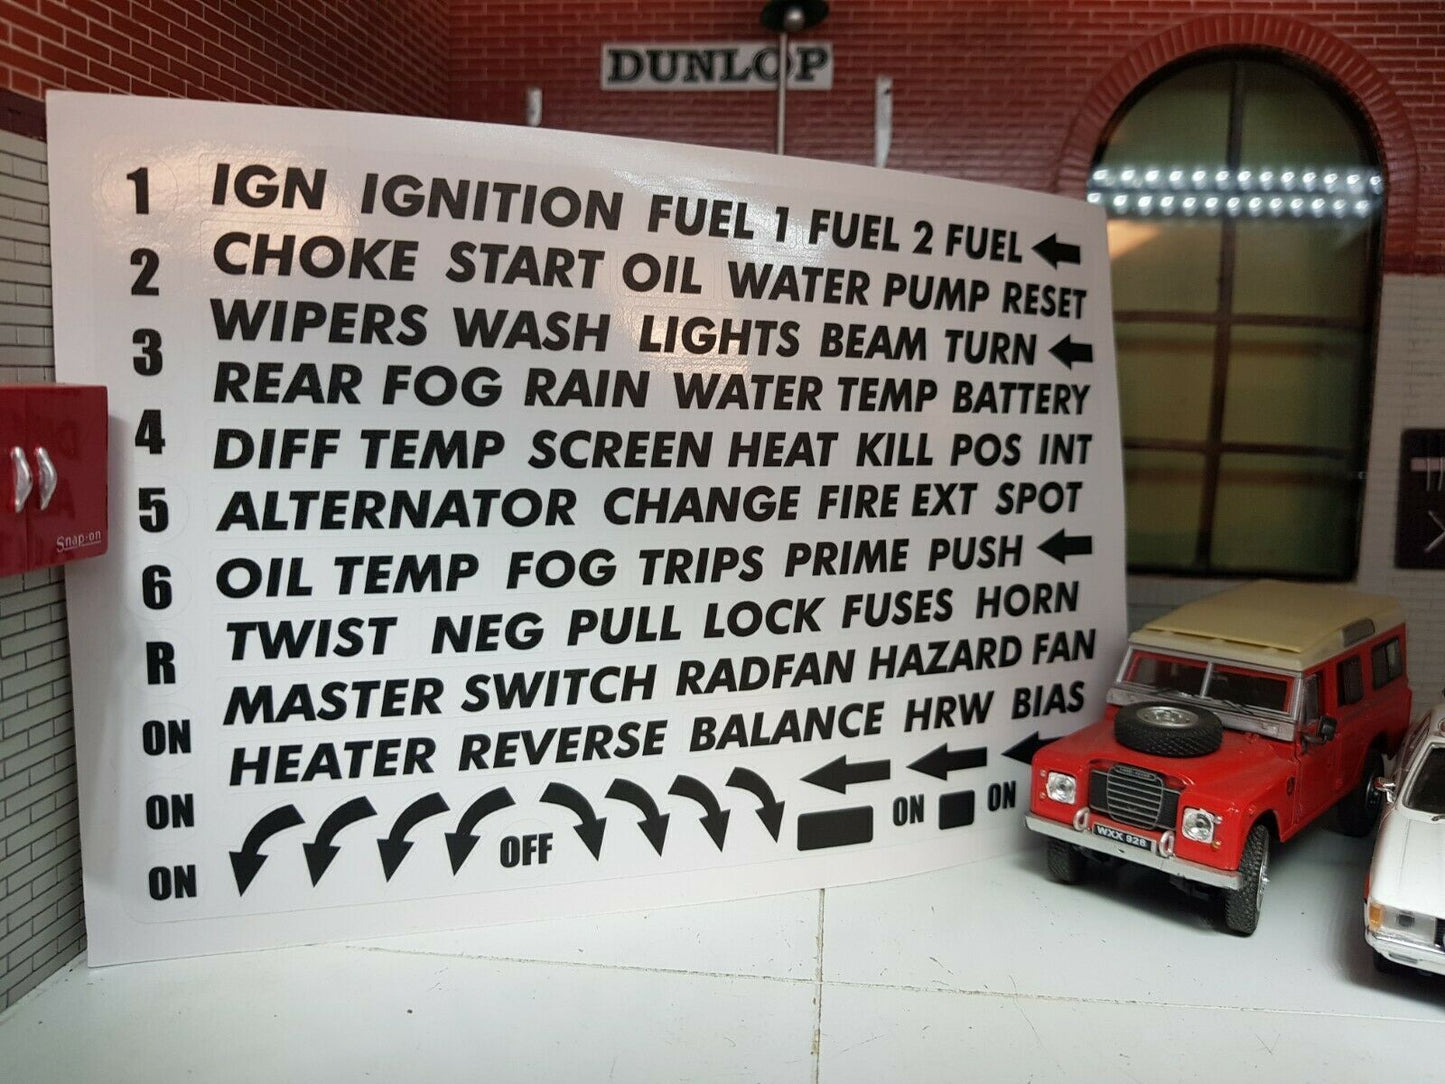 DUNLOP
1 IGN IGNITION FUEL 1 FUEL 2 FUEL
2 CHOKE START OIL WATER PUMP RESET
3 WIPERS WASH LIGHTS BEAM TURN
REAR FOG RAIN WATER TEMP BATTERY
4 DIFF TEMP SCREEN HEAT KILL POS INT
5 ALTERNATOR CHANGE FIRE EXT SPOT
6 OIL TEMP FOG TRIPS PRIME PUSH
TWIST NEG PULL LOCK FUSES HORN
R MASTER SWITCH RADFAN HAZARD FAN
ON HEATER REVERSE BALANCE HRW BIAS
ON OFF ON ON
ON
Snap-on
WXX 928